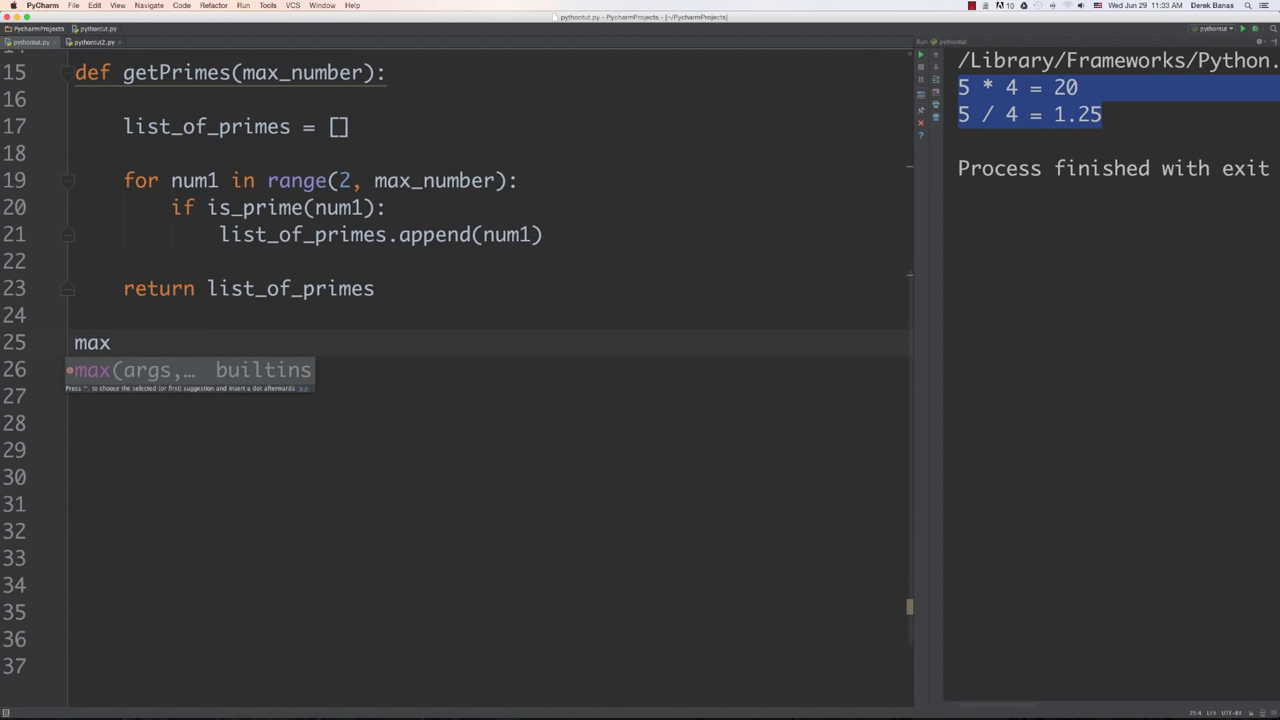 PyCharm File Edit View Navigate Code Refactor Run Tools VCS Window Help
10 Wed Jun 29 11:33 AM Derek Banas
pythontut.py - PycharmProjects - [~/PycharmProjects]
PycharmProjects pythontut.py
pythontut
pythontut.py pythontut2.py
Run pythontut
15 def getPrimes(max_number):
16
17 list_of_primes = []
18
19 for num1 in range(2, max_number):
20 if is_prime(num1):
21 list_of_primes.append(num1)
22
23 return list_of_primes
24
25 max
26 max(args,… builtins
Press ^. to choose the selected (or first) suggestion and insert a dot afterwards >>
27
28
29
30
31
32
33
34
35
36
37
/Library/Frameworks/Python.
5 * 4 = 20
5 / 4 = 1.25
Process finished with exit
25:4 LF÷ UTF-8÷